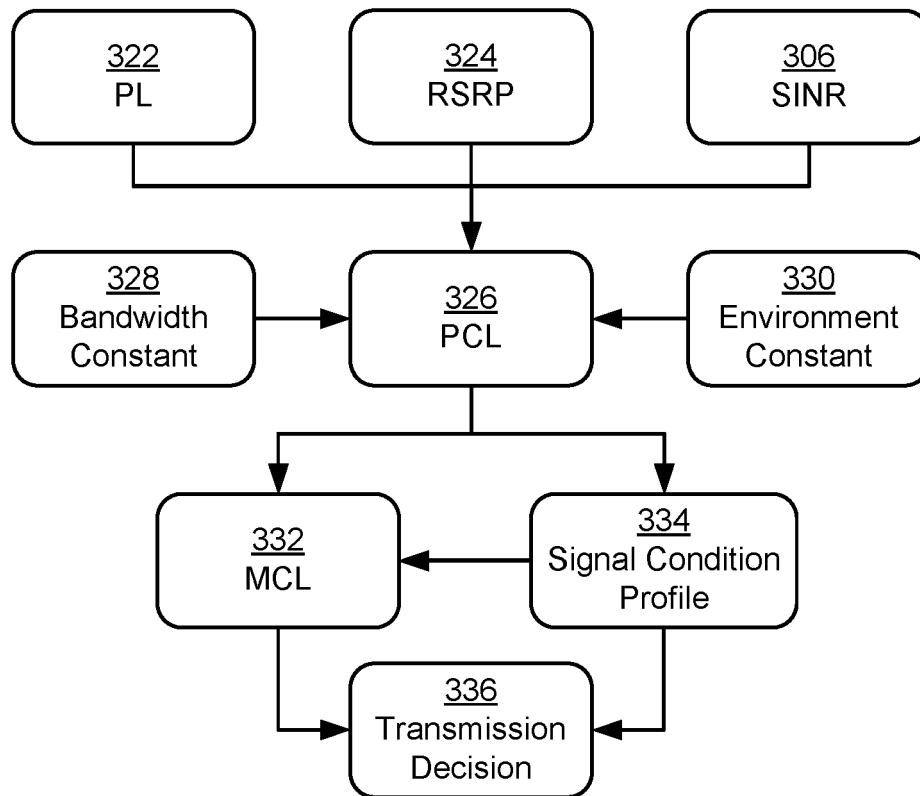 322
PL
324
RSRP
306
SINR
328
Bandwidth
Constant
326
PCL
330
Environment
Constant
332
MCL
334
Signal Condition
Profile
336
Transmission
Decision